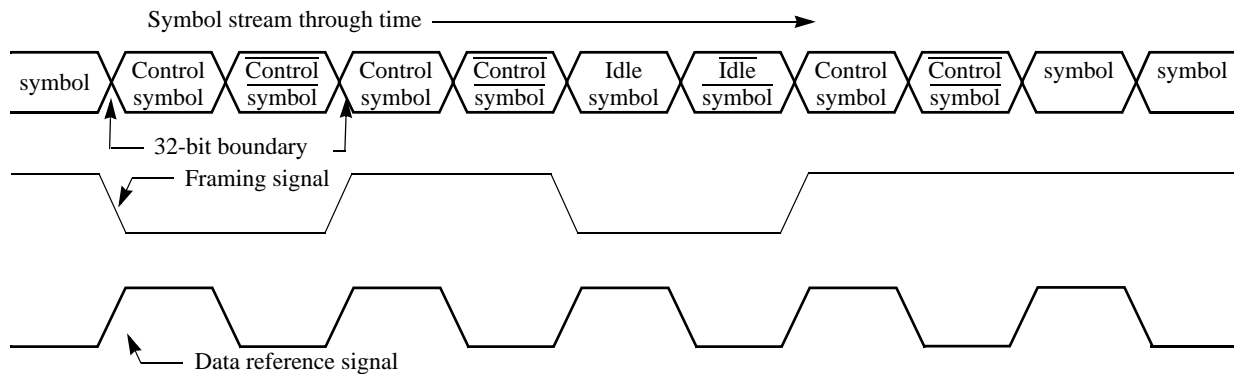 Symbol stream through time
symbol
Control
symbol
Control
symbol
Control
symbol
Control
symbol
Idle
symbol
Idle
symbol
Control
symbol
Control
symbol
symbol
symbol
32-bit boundary
Framing signal
Data reference signal